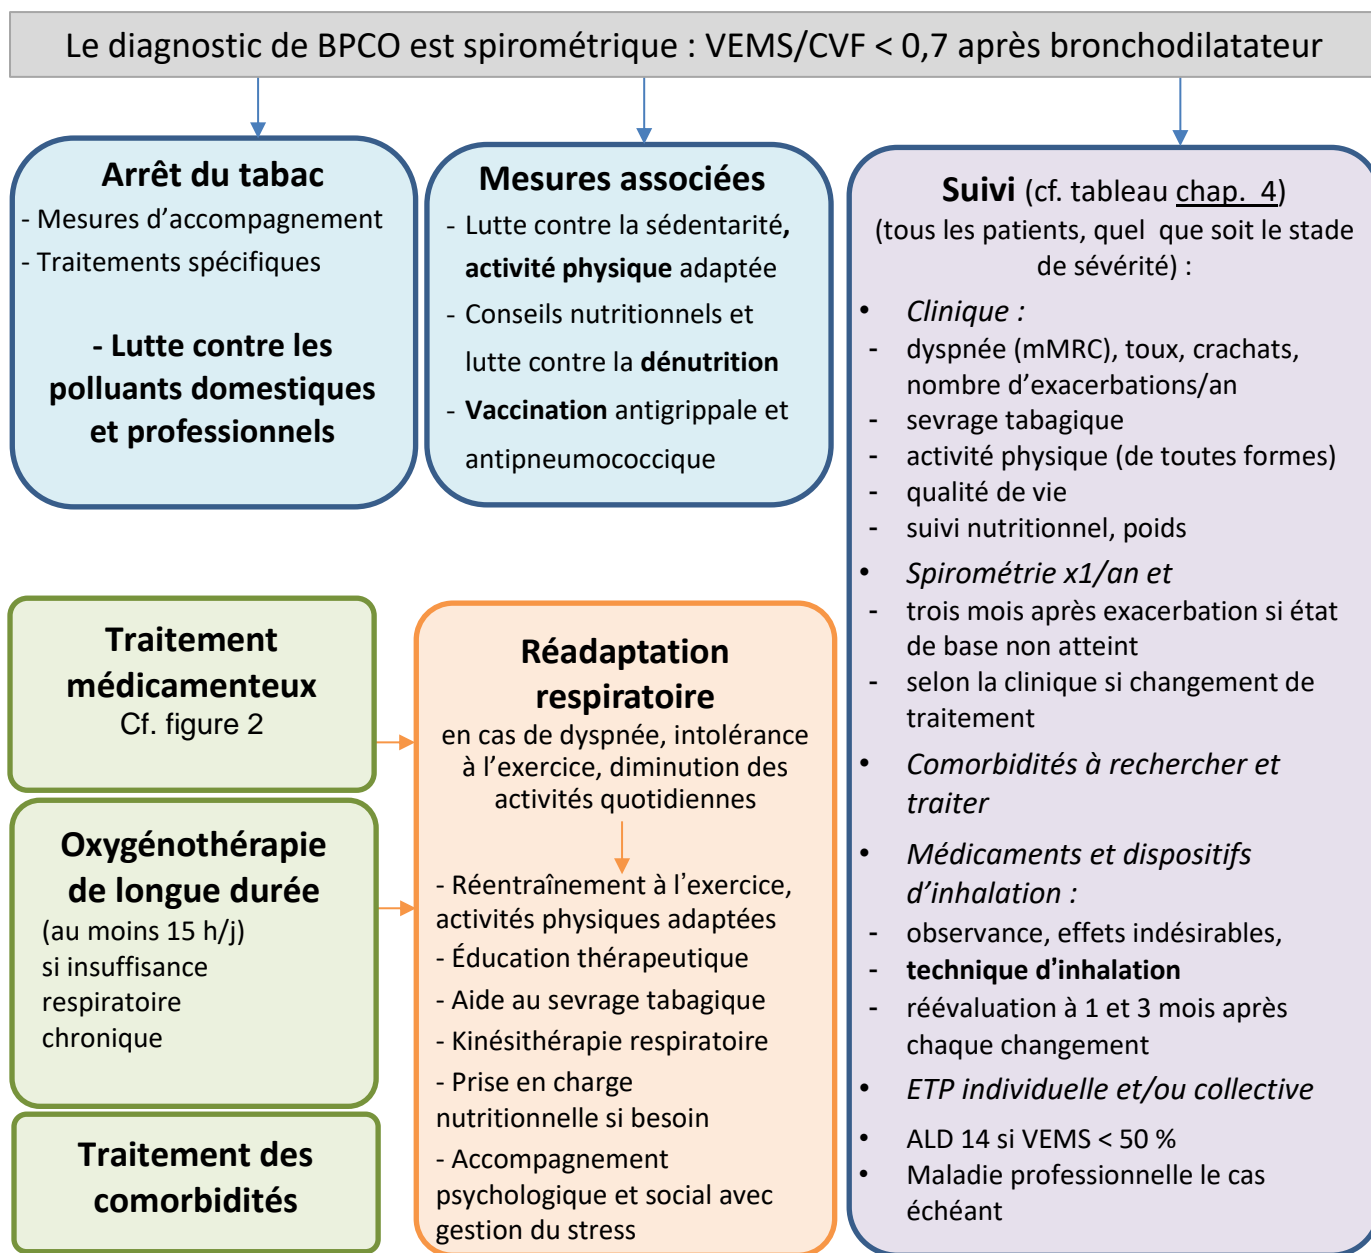 Le diagnostic de BPCO est spirométrique : VEMS/CVF < 0,7 après bronchodilatateur
Arrêt du tabac
- Mesures d'accompagnement
- Traitements spécifiques
- Lutte contre les
polluants domestiques
et professionnels
Mesures associées
- Lutte contre la sédentarité,
activité physique adaptée
- Conseils nutritionnels et
lutte contre la dénutrition
- Vaccination antigrippale et
antipneumococcique
Suivi (cf. tableau chap. 4)
(tous les patients, quel que soit le stade
de sévérité) :
• Clinique :
- dyspnée (mMRC), toux, crachats,
nombre d'exacerbations/an
- sevrage tabagique
- activité physique (de toutes formes)
- qualité de vie
- suivi nutritionnel, poids
• Spirométrie x1/an et
- trois mois après exacerbation si état
de base non atteint
- selon la clinique si changement de
traitement
• Comorbidités à rechercher et
traiter
• Médicaments et dispositifs
d'inhalation :
- observance, effets indésirables,
- technique d'inhalation
- réévaluation à 1 et 3 mois après
chaque changement
• ETP individuelle et/ou collective
• ALD 14 si VEMS < 50 %
• Maladie professionnelle le cas
échéant
Traitement
médicamenteux
Cf. figure 2
Oxygénothérapie
de longue durée
(au moins 15 h/j)
si insuffisance
respiratoire
chronique
Traitement des
comorbidités
Réadaptation
respiratoire
en cas de dyspnée, intolérance
à l'exercice, diminution des
activités quotidiennes
- Réentraînement à l'exercice,
activités physiques adaptées
- Éducation thérapeutique
- Aide au sevrage tabagique
- Kinésithérapie respiratoire
- Prise en charge
nutritionnelle si besoin
- Accompagnement
psychologique et social avec
gestion du stress